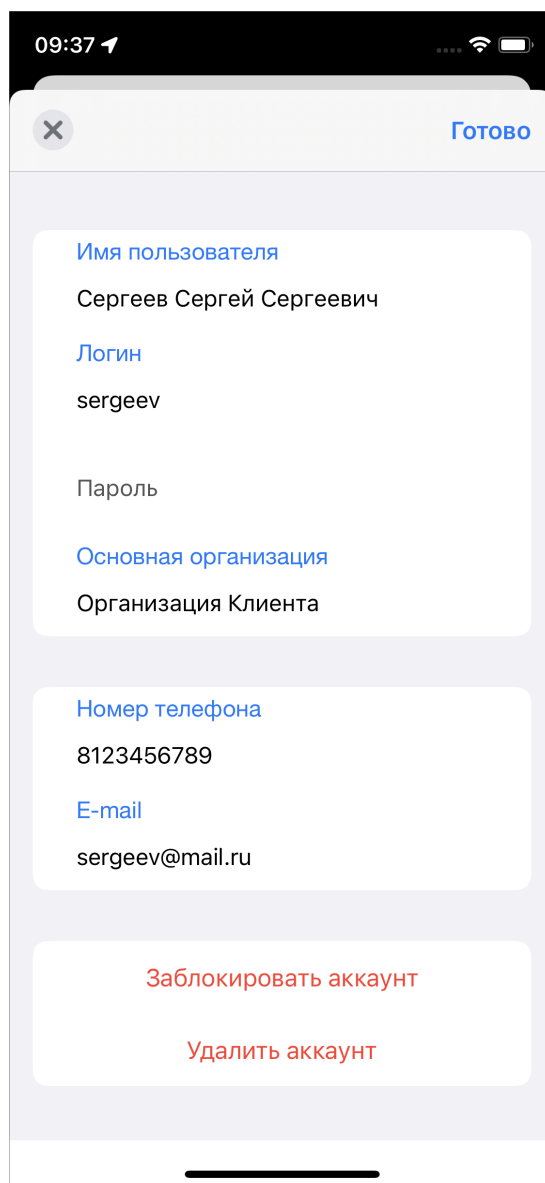 09:37
Готово
Имя пользователя
Сергеев Сергей Сергеевич
Логин
sergeev
Пароль
Основная организация
Организация Клиента
Номер телефона
8123456789
E-mail
sergeev@mail.ru
Заблокировать аккаунт
Удалить аккаунт